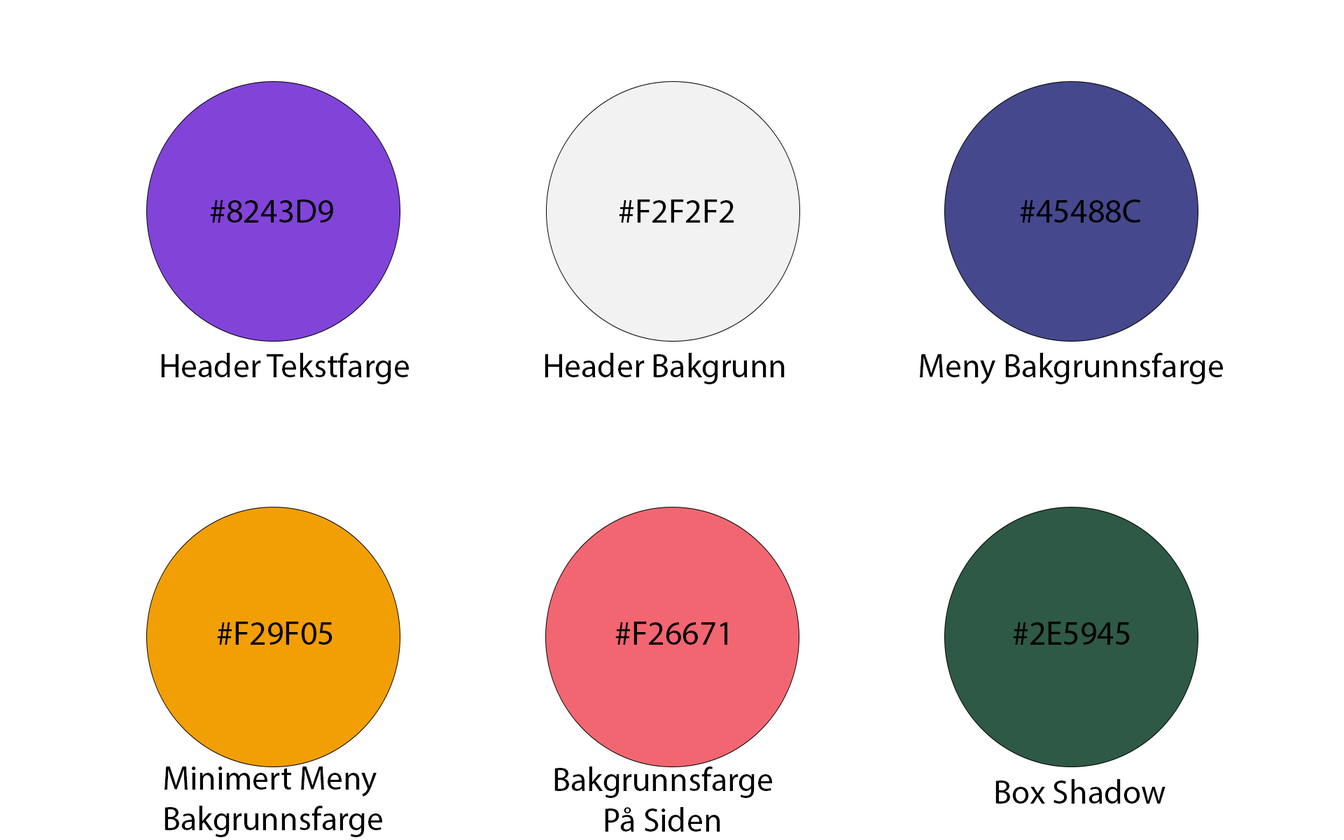 #8243D9
#F2F2F2
#45488C
Header Tekstfarge
Header Bakgrunn
Meny Bakgrunnsfarge
#F29F05
#F26671
#2E5945
Minimert Meny
Bakgrunnsfarge
Bakgrunnsfarge
På Siden
Box Shadow